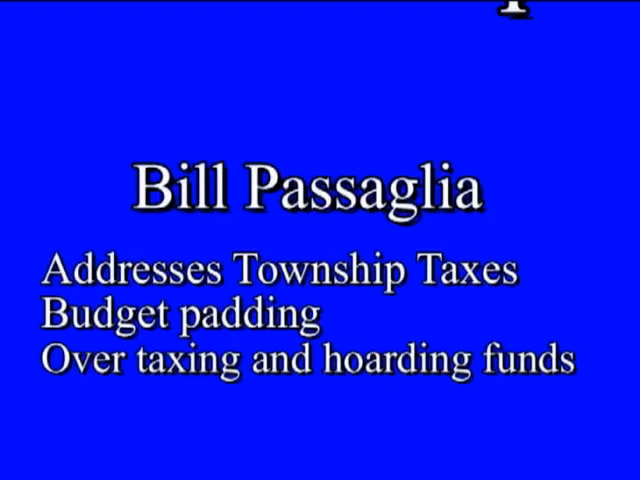 Bill Passaglia
Addresses Township Taxes
Budget padding
Over taxing and hoarding funds